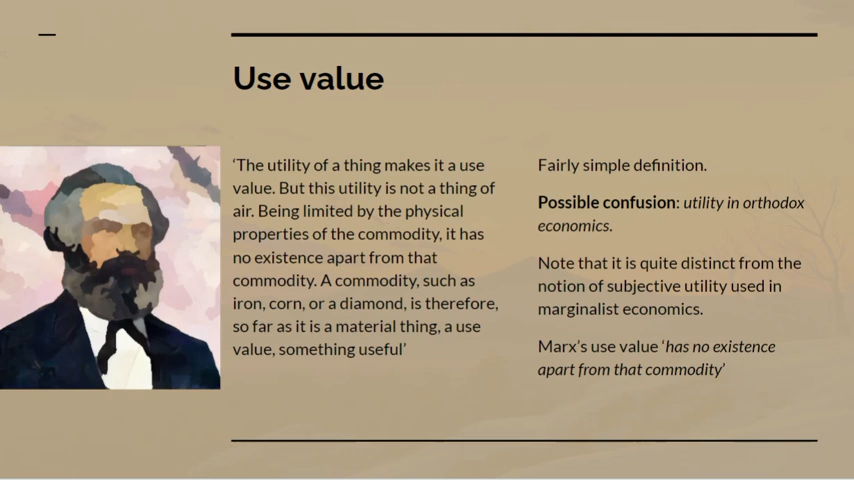 Use value
‘The utility of a thing makes it a use
value. But this utility is not a thing of
air. Being limited by the physical
properties of the commodity, it has
no existence apart from that
commodity. A commodity, such as
iron, corn, or a diamond, is therefore,
so far as it is a material thing, a use
value, something useful’
Fairly simple definition.
Possible confusion: utility in orthodox
economics.
Note that it is quite distinct from the
notion of subjective utility used in
marginalist economics.
Marx’s use value ‘has no existence
apart from that commodity’